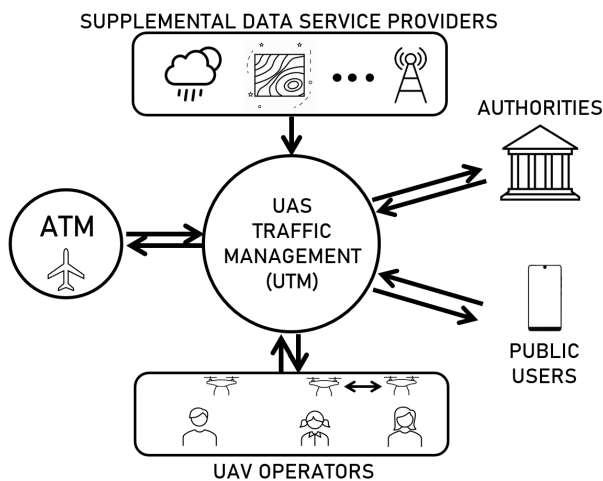 SUPPLEMENTAL DATA SERVICE PROVIDERS
AUTHORITIES
ATM
UAS
TRAFFIC
MANAGEMENT
(UTM)
PUBLIC
USERS
UAV OPERATORS